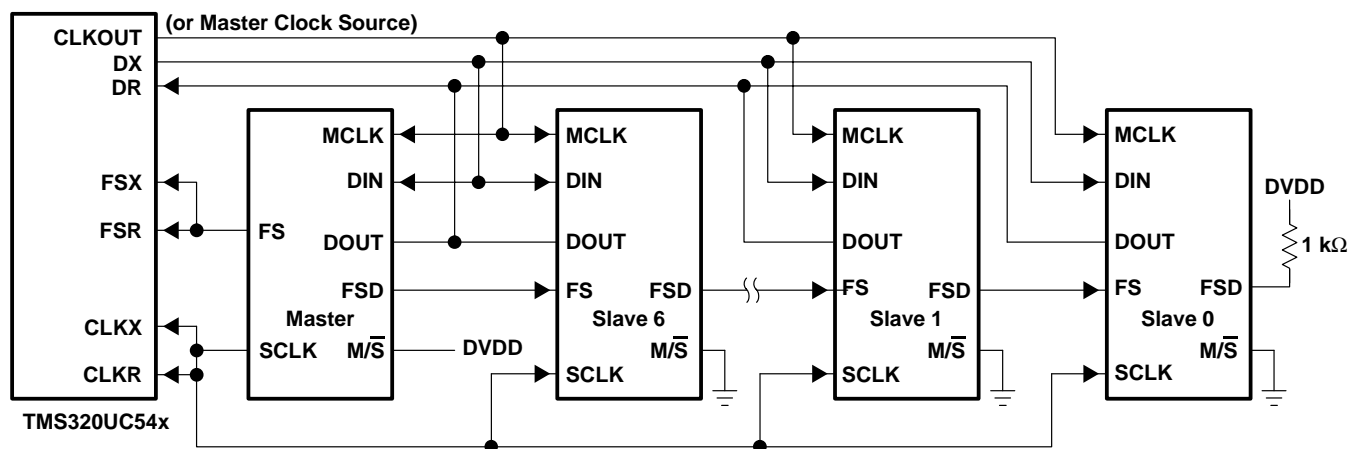 (or Master Clock Source)
CLKOUT
DX
DR
FSX
FSR
CLKX
CLKR
TMS320UC54x
MCLK
DIN
FS
DOUT
FSD
Master
SCLK
M/S̅
DVDD
MCLK
DIN
DOUT
FS
FSD
Slave 6
M/S̅
SCLK
MCLK
DIN
DOUT
FS
FSD
Slave 1
M/S̅
SCLK
MCLK
DIN
DOUT
FS
FSD
Slave 0
M/S̅
SCLK
DVDD
1 kΩ